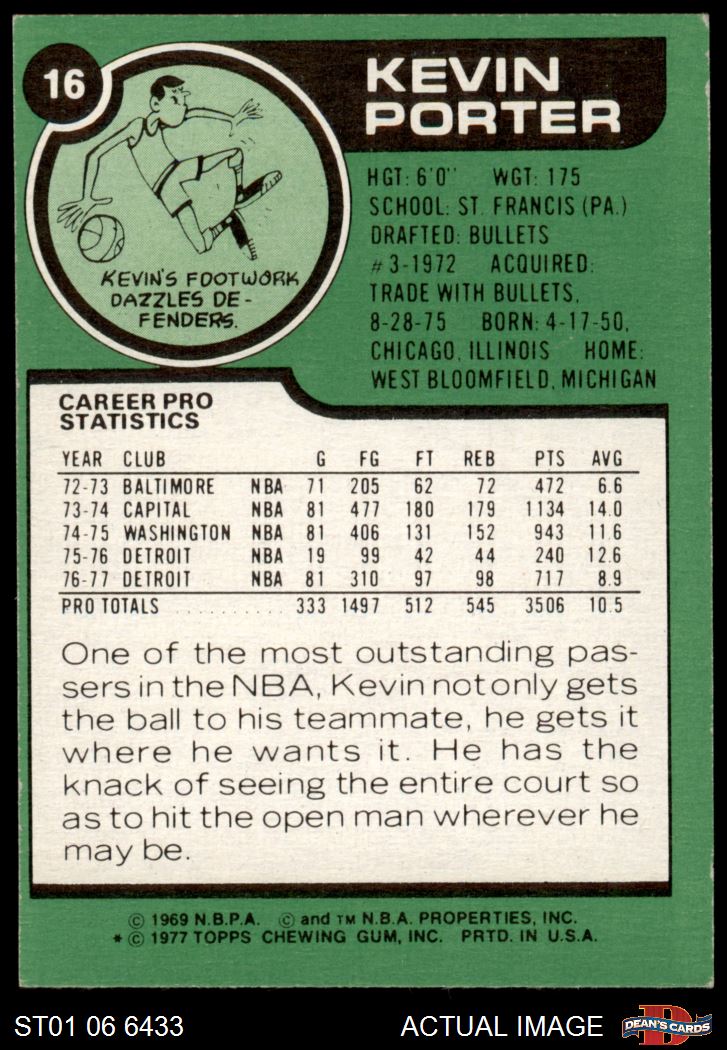 16
KEVIN
PORTER
KEVIN'S FOOTWORK
DAZZLES DE-
FENDERS.
HGT: 6'0" WGT: 175
SCHOOL: ST. FRANCIS (PA.)
DRAFTED: BULLETS
#3-1972 ACQUIRED:
TRADE WITH BULLETS,
8-28-75 BORN: 4-17-50,
CHICAGO, ILLINOIS HOME:
WEST BLOOMFIELD, MICHIGAN
CAREER PRO
STATISTICS
YEAR CLUB G FG FT REB PTS AVG
72-73 BALTIMORE NBA 71 205 62 72 472 6.6
73-74 CAPITAL NBA 81 477 180 179 1134 14.0
74-75 WASHINGTON NBA 81 406 131 152 943 11.6
75-76 DETROIT NBA 19 99 42 44 240 12.6
76-77 DETROIT NBA 81 310 97 98 717 8.9
PRO TOTALS .......... 333 1497 512 545 3506 10.5
One of the most outstanding pas-
sers in the NBA, Kevin not only gets
the ball to his teammate, he gets it
where he wants it. He has the
knack of seeing the entire court so
as to hit the open man wherever he
may be.
© 1969 N.B.P.A. © and TM N.B.A. PROPERTIES, INC.
* © 1977 TOPPS CHEWING GUM, INC. PRTD. IN U.S.A.
ST01 06 6433 ACTUAL IMAGE
D
DEAN'S CARDS